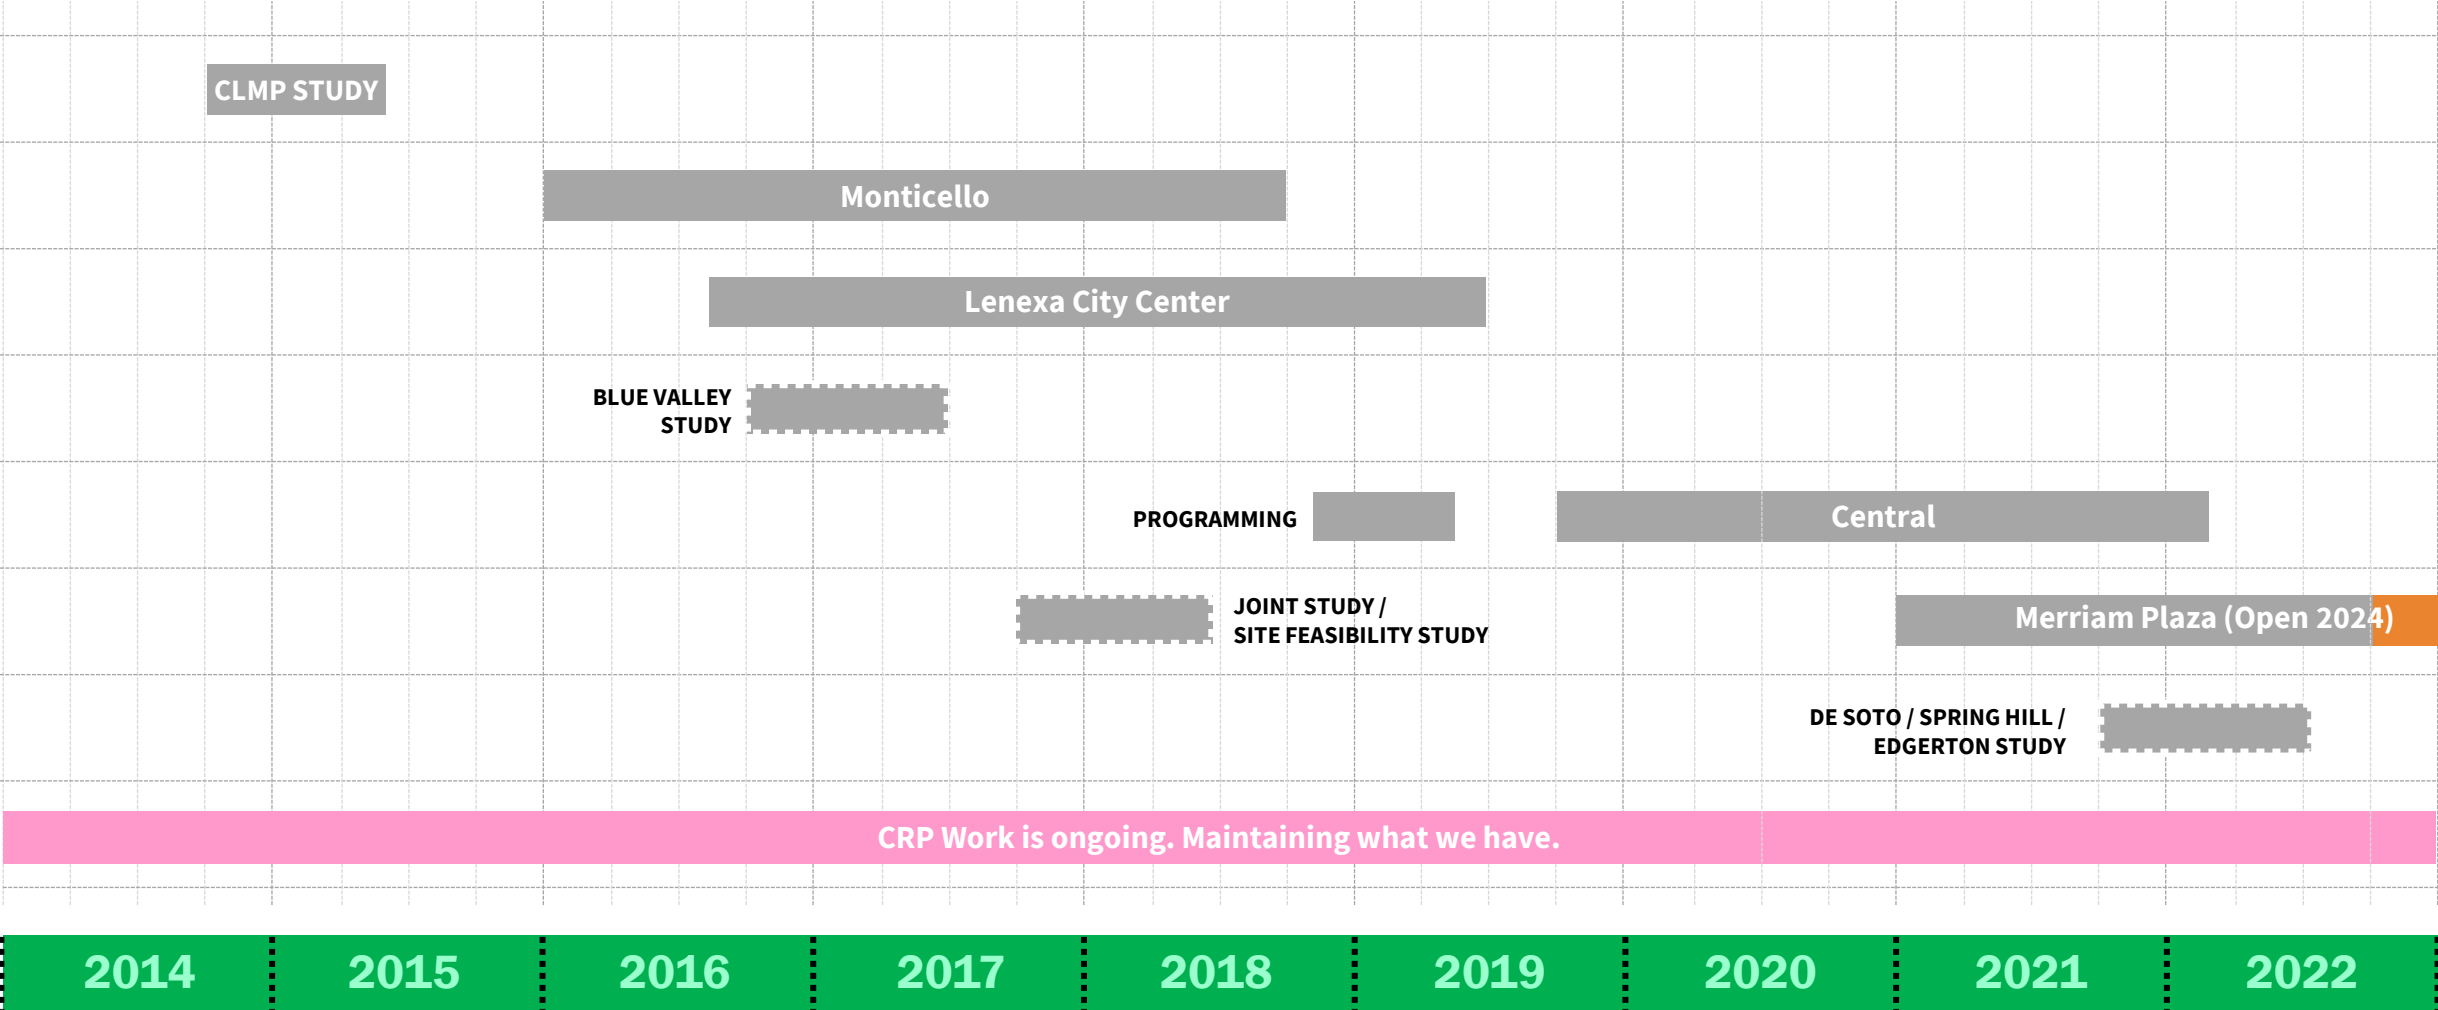 CLMP STUDY
Monticello
Lenexa City Center
BLUE VALLEY
STUDY
PROGRAMMING
Central
JOINT STUDY /
SITE FEASIBILITY STUDY
Merriam Plaza (Open 2024)
DE SOTO / SPRING HILL /
EDGERTON STUDY
CRP Work is ongoing. Maintaining what we have.
2014 2015 2016 2017 2018 2019 2020 2021 2022